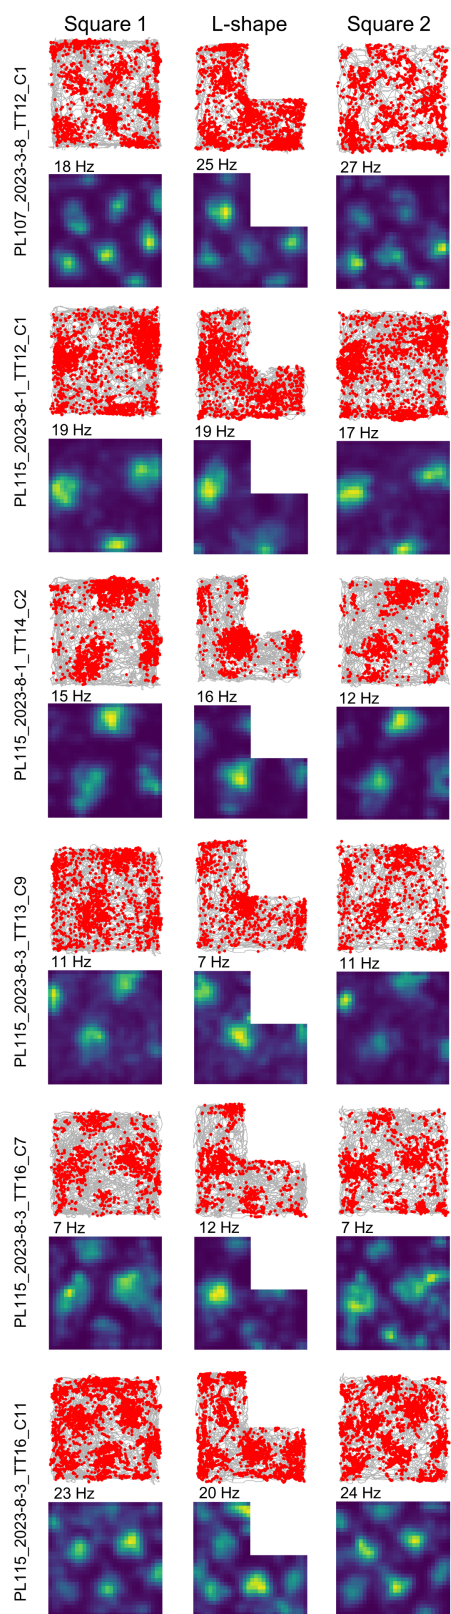 Square 1 L-shape Square 2
PL107_2023-3-8_TT12_C1
18 Hz 25 Hz 27 Hz
PL115_2023-8-1_TT12_C1
19 Hz 19 Hz 17 Hz
PL115_2023-8-1_TT14_C2
15 Hz 16 Hz 12 Hz
PL115_2023-8-3_TT13_C9
11 Hz 7 Hz 11 Hz
PL115_2023-8-3_TT16_C7
7 Hz 12 Hz 7 Hz
PL115_2023-8-3_TT16_C11
23 Hz 20 Hz 24 Hz